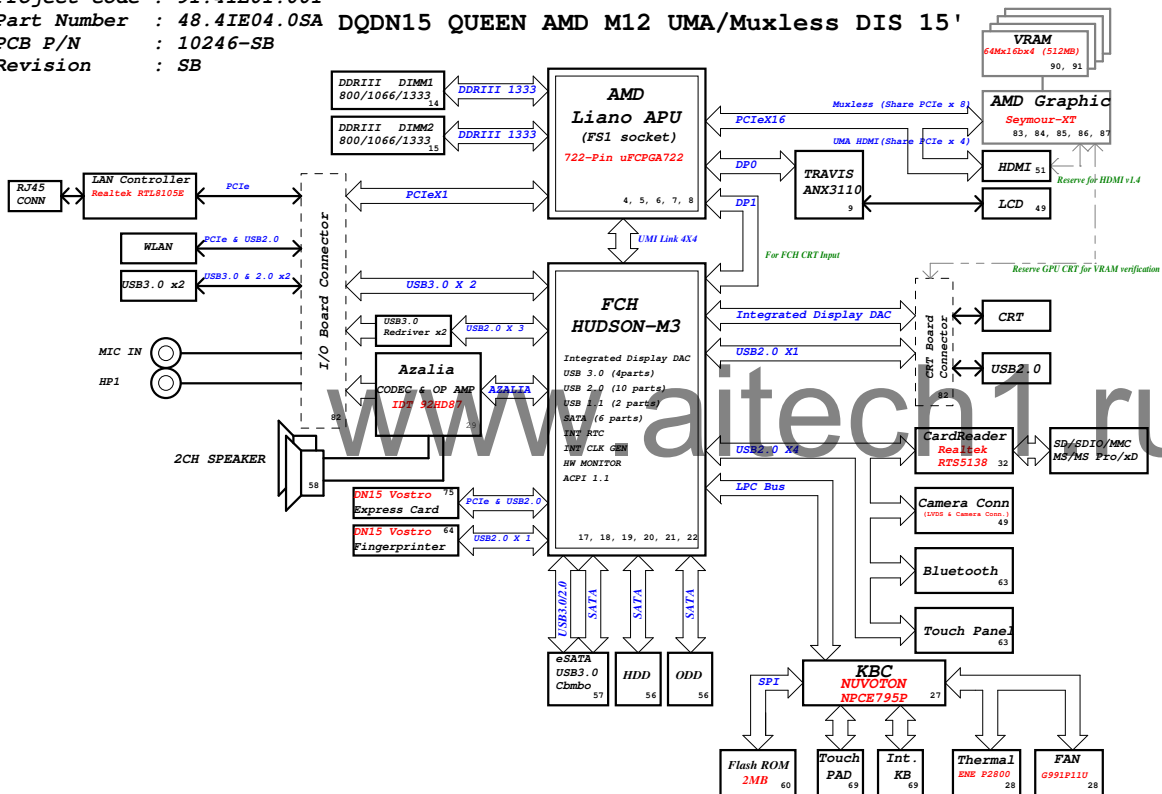 Project Code : 91.4IE01.001
Part Number : 48.4IE04.0SA
PCB P/N : 10246-SB
Revision : SB
DQDN15 QUEEN AMD M12 UMA/Muxless DIS 15'
VRAM
64Mx16bx4 (512MB)
90, 91
AMD Graphic
Seymour-XT
83, 84, 85, 86, 87
DDRIII DIMM1
800/1066/1333
14
DDRIII 1333
DDRIII DIMM2
800/1066/1333
15
DDRIII 1333
AMD
Liano APU
(FS1 socket)
722-Pin uFCPGA722
4, 5, 6, 7, 8
Muxless (Share PCIe x 8)
PCIeX16
UMA HDMI(Share PCIe x 4)
DP0
DP1
TRAVIS
ANX3110
9
HDMI 51
Reserve for HDMI v1.4
LCD 49
RJ45
CONN
LAN Controller
Realtek RTL8105E
PCIe
PCIeX1
WLAN
PCIe & USB2.0
USB3.0 x2
USB3.0 & 2.0 x2
I/O Board Connector
82
UMI Link 4X4
For FCH CRT Input
Reserve GPU CRT for VRAM verification
USB3.0 X 2
USB3.0
Redriver x2
USB2.0 X 3
MIC IN
HP1
Azalia
CODEC & OP AMP
IDT 92HD87
29
AZALIA
2CH SPEAKER
58
FCH
HUDSON-M3
Integrated Display DAC
USB 3.0 (4parts)
USB 2.0 (10 parts)
USB 1.1 (2 parts)
SATA (6 parts)
INT RTC
INT CLK GEN
HW MONITOR
ACPI 1.1
17, 18, 19, 20, 21, 22
Integrated Display DAC
USB2.0 X1
CRT Board
Connector
82
CRT
USB2.0
www.aitech1.ru
USB2.0 X4
LPC Bus
CardReader
Realtek
RTS5138
32
SD/SDIO/MMC
MS/MS Pro/xD
Camera Conn
(LVDS & Camera Conn.)
49
Bluetooth
63
Touch Panel
63
DN15 Vostro 75
Express Card
PCIe & USB2.0
DN15 Vostro 64
Fingerprinter
USB2.0 X 1
USB3.0/2.0
SATA
SATA
SATA
eSATA
USB3.0
Cbmbo
57
HDD
56
ODD
56
KBC
NUVOTON
NPCE795P
27
SPI
Flash ROM
2MB
60
Touch
PAD
69
Int.
KB
69
Thermal
ENE P2800
28
FAN
G991P11U
28